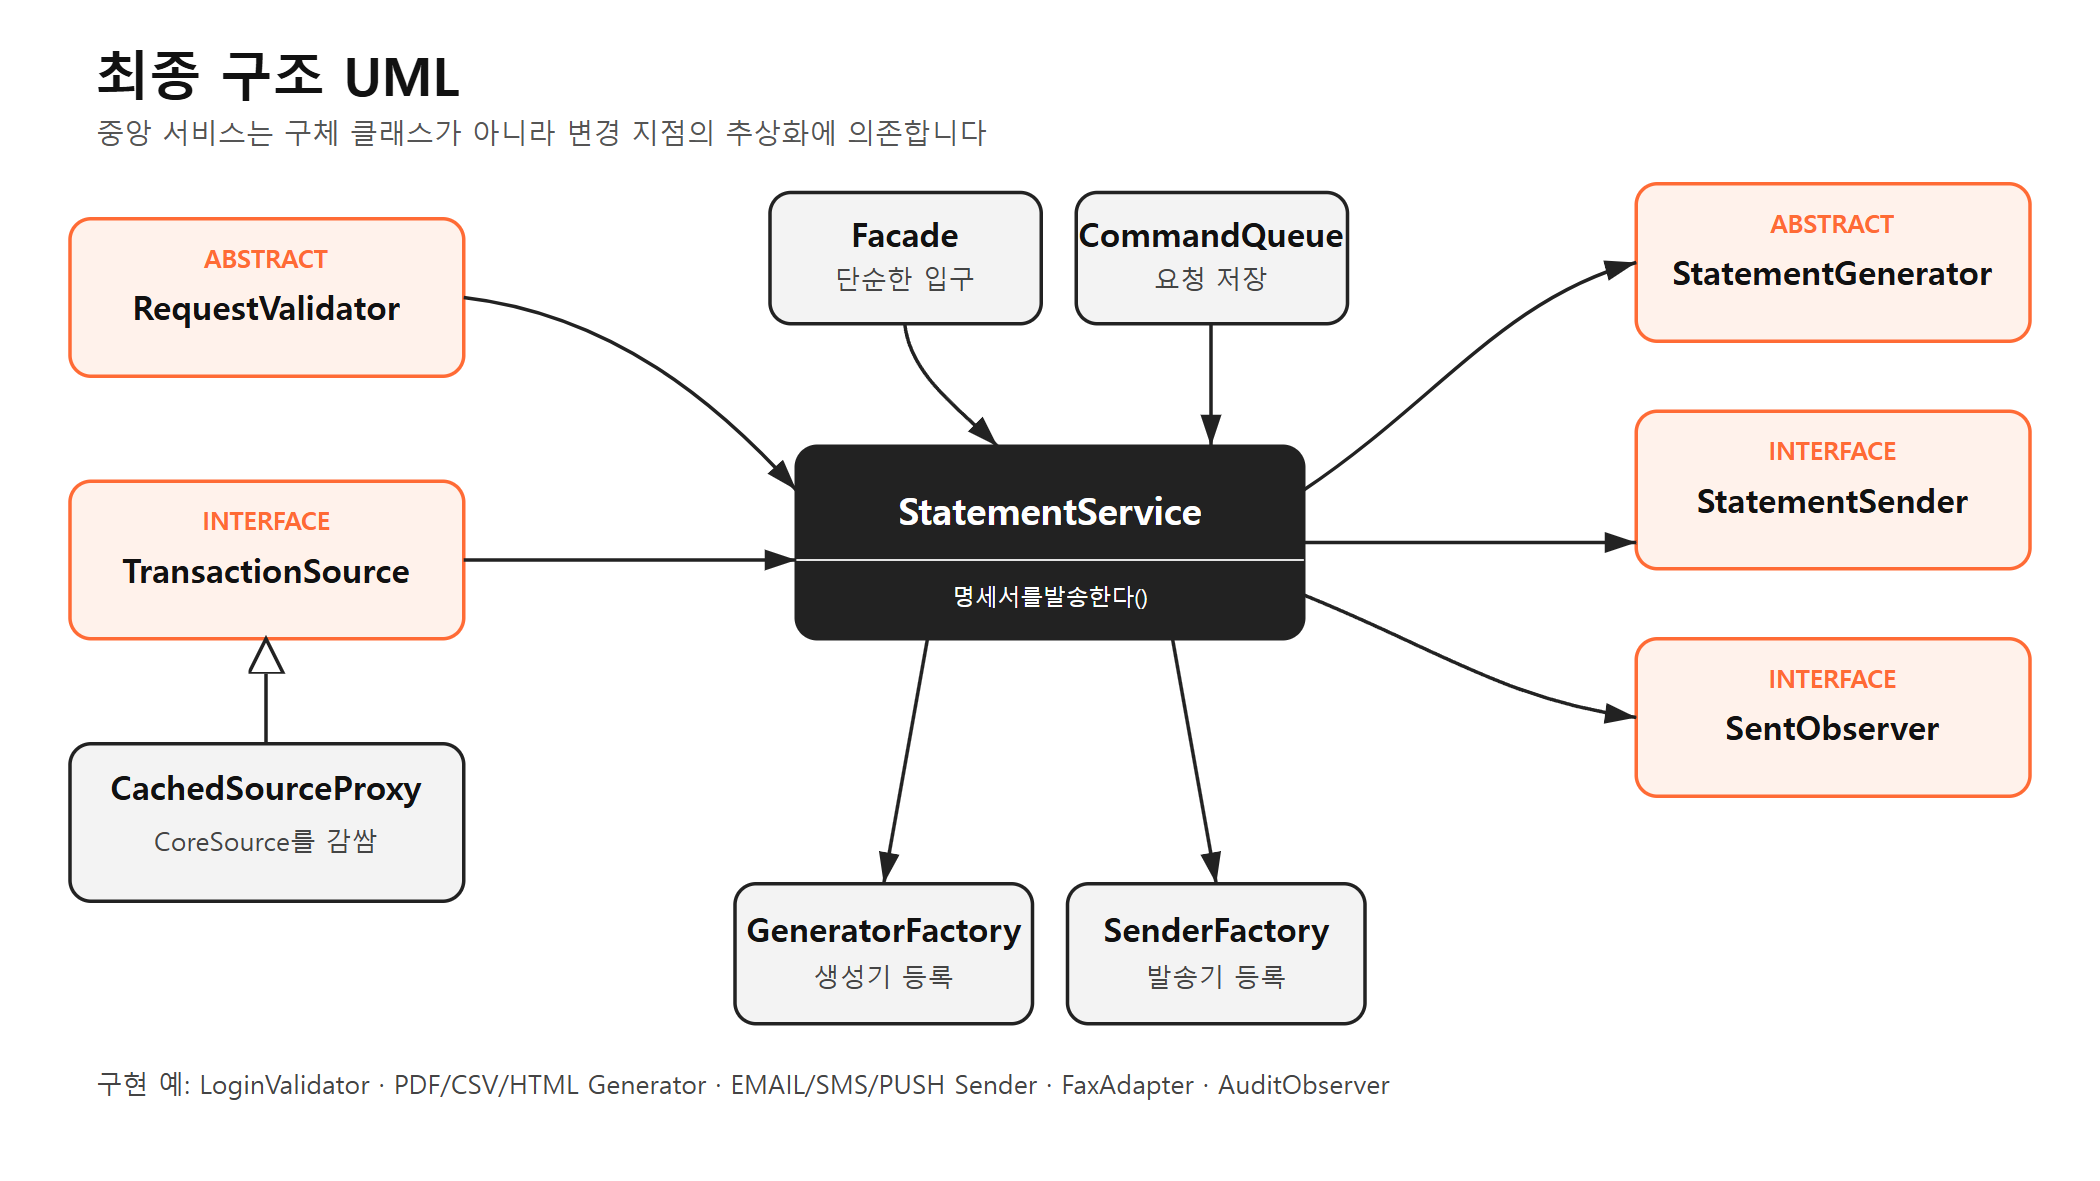 최종 구조 UML
중앙 서비스는 구체 클래스가 아니라 변경 지점의 추상화에 의존합니다
ABSTRACT
RequestValidator
Facade
단순한 입구
CommandQueue
요청 저장
ABSTRACT
StatementGenerator
INTERFACE
TransactionSource
StatementService
명세서를발송한다()
INTERFACE
StatementSender
INTERFACE
SentObserver
CachedSourceProxy
CoreSource를 감쌈
GeneratorFactory
생성기 등록
SenderFactory
발송기 등록
구현 예: LoginValidator · PDF/CSV/HTML Generator · EMAIL/SMS/PUSH Sender · FaxAdapter · AuditObserver